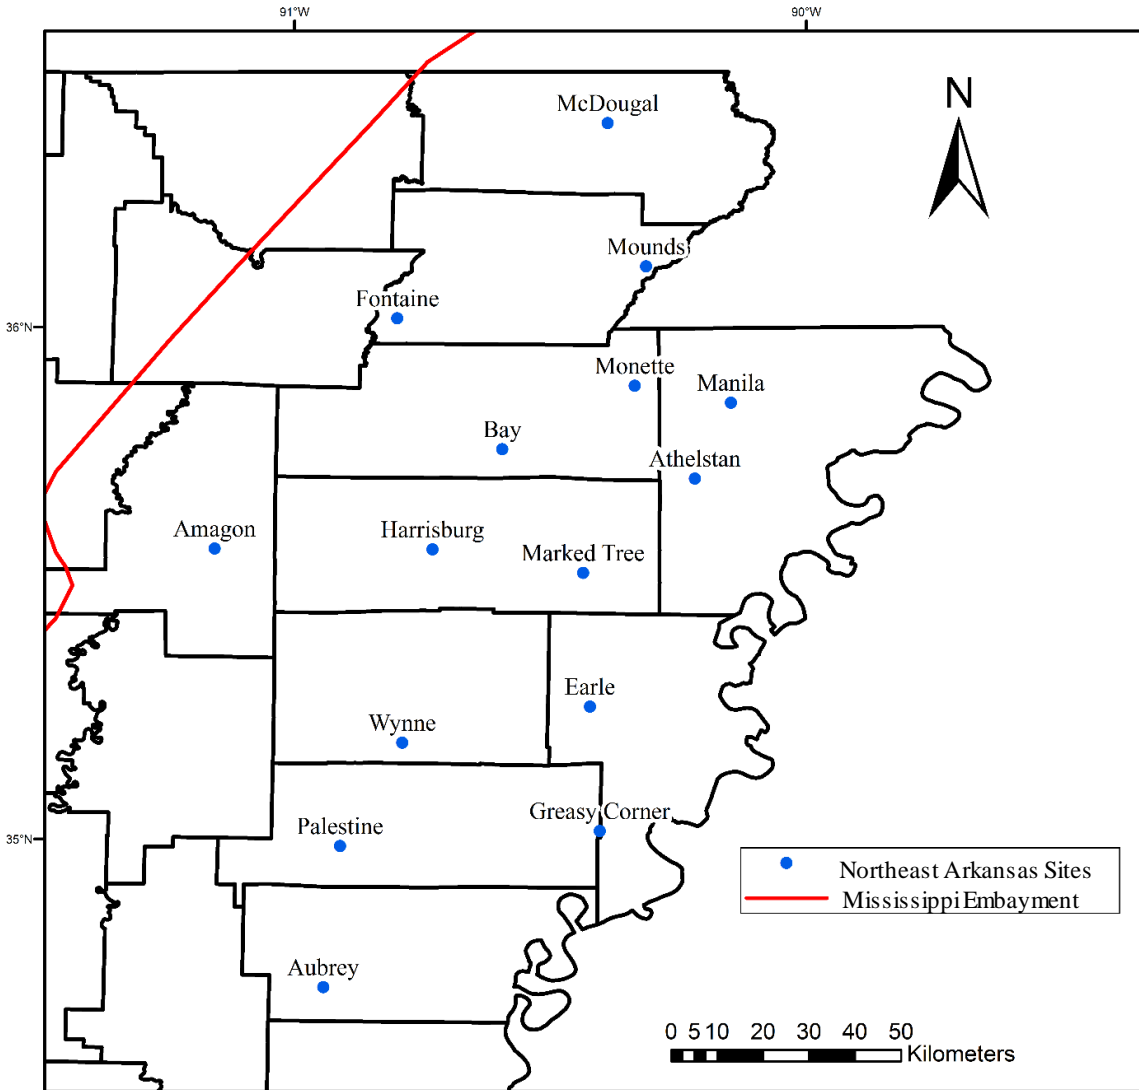 91°W
90°W
N
McDougal
Mounds
Fontaine
36°N
Monette
Manila
Bay
Athelstan
Amagon
Harrisburg
Marked Tree
Earle
Wynne
Greasy Corner
Palestine
35°N
Northeast Arkansas Sites
Mississippi Embayment
Aubrey
0 5 10 20 30 40 50
Kilometers